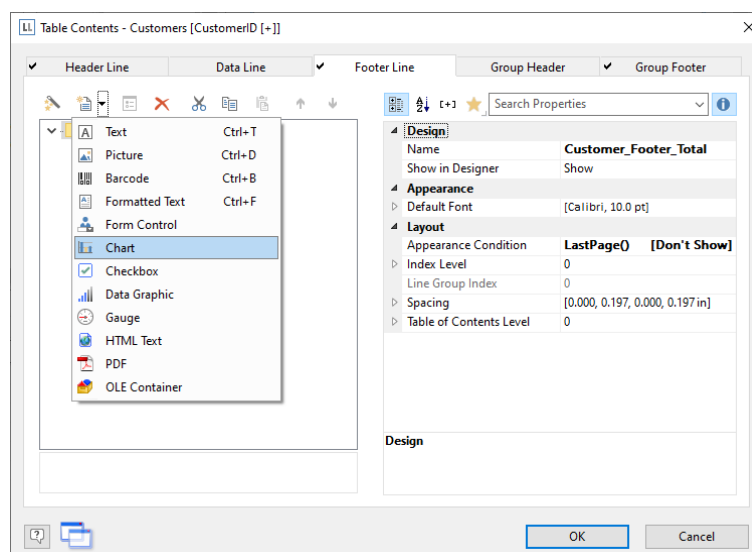 LL Table Contents - Customers [CustomerID [+]]
Header Line Data Line Footer Line Group Header Group Footer
Search Properties
Text Ctrl+T
Picture Ctrl+D
Barcode Ctrl+B
Formatted Text Ctrl+F
Form Control
Chart
Checkbox
Data Graphic
Gauge
HTML Text
PDF
OLE Container
Design
Name Customer_Footer_Total
Show in Designer Show
Appearance
Default Font [Calibri, 10.0 pt]
Layout
Appearance Condition LastPage() [Don't Show]
Index Level 0
Line Group Index 0
Spacing [0.000, 0.197, 0.000, 0.197 in]
Table of Contents Level 0
Design
OK Cancel